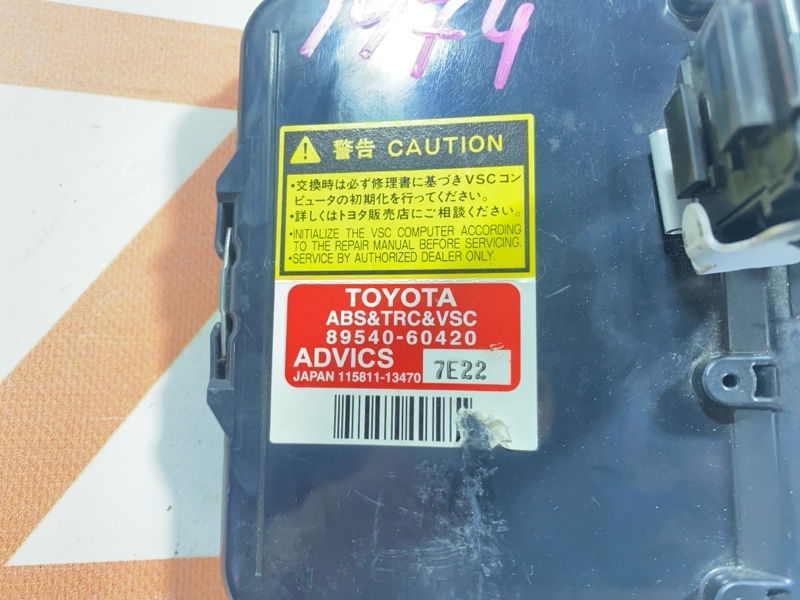 1974
警告 CAUTION
・交換時は必ず修理書に基づきVSCコン
ピュータの初期化を行ってください。
・詳しくはトヨタ販売店にご相談ください。
・INITIALIZE THE VSC COMPUTER ACCORDING
TO THE REPAIR MANUAL BEFORE SERVICING.
・SERVICE BY AUTHORIZED DEALER ONLY.
TOYOTA
ABS&TRC&VSC
89540-60420
ADVICS 7E22
JAPAN 115811-13470